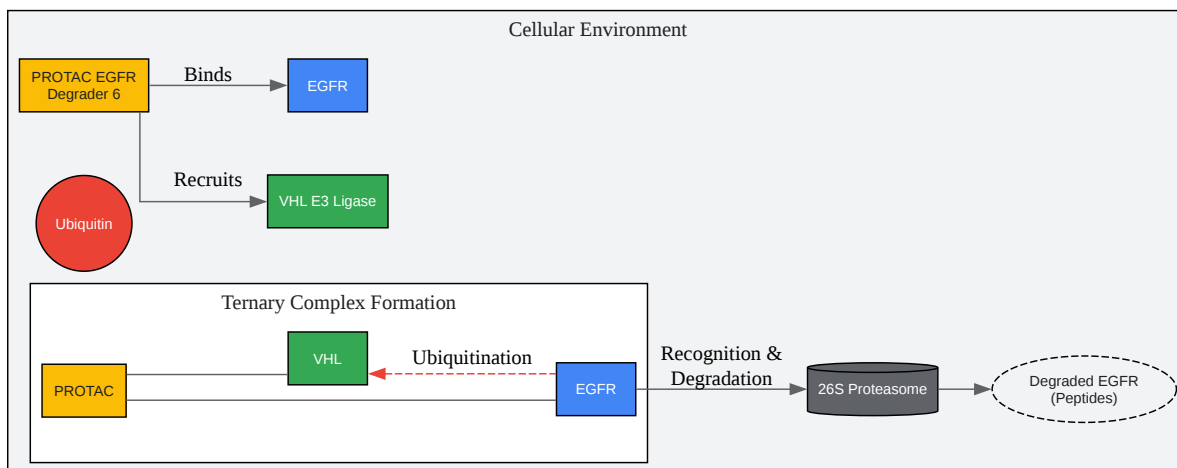 Cellular Environment
PROTAC EGFR
Degrader 6
Binds
EGFR
Recruits
VHL E3 Ligase
Ubiquitin
Ternary Complex Formation
PROTAC
VHL
Ubiquitination
EGFR
Recognition &
Degradation
26S Proteasome
Degraded EGFR
(Peptides)